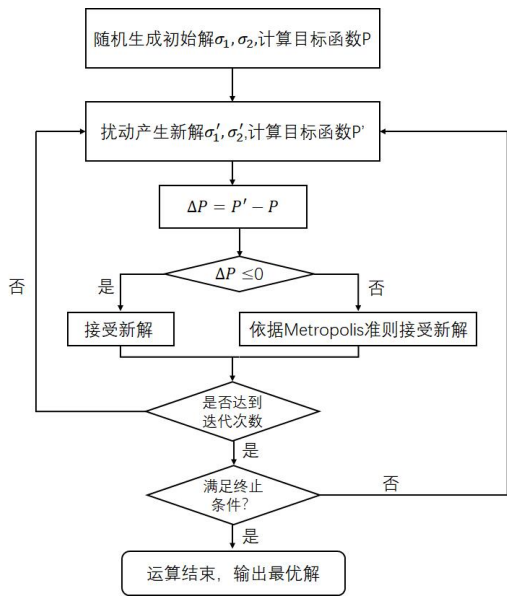 随机生成初始解σ₁,σ₂,计算目标函数P
扰动产生新解σ₁′,σ₂′,计算目标函数P'
ΔP = P′ − P
ΔP ≤0
是
否
否
接受新解
依据Metropolis准则接受新解
是否达到
迭代次数
是
满足终止
条件?
否
是
运算结束，输出最优解